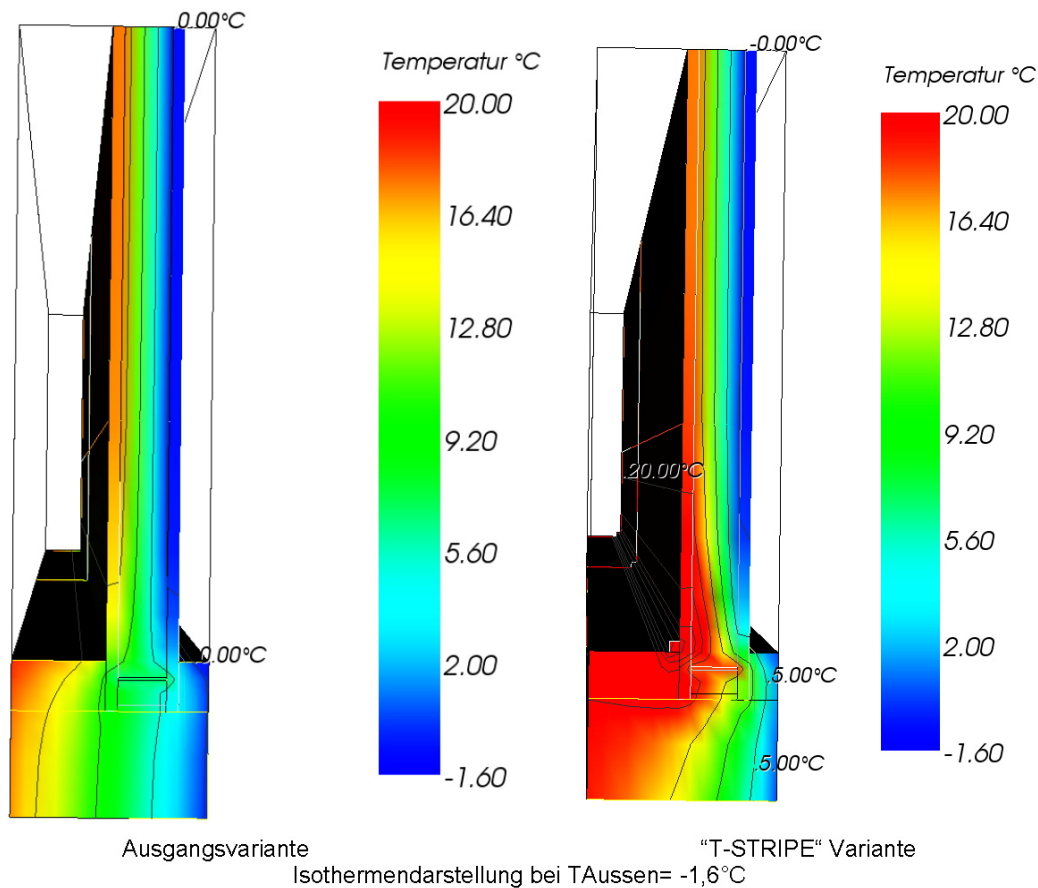 0.00°C
Temperatur °C
20.00
16.40
12.80
9.20
5.60
2.00
-1.60
0.00°C
-0.00°C
Temperatur °C
20.00
16.40
12.80
9.20
5.60
2.00
-1.60
20.00°C
.5.00°C
.5.00°C
Ausgangsvariante
"T-STRIPE“ Variante
Isothermendarstellung bei TAussen= -1,6°C